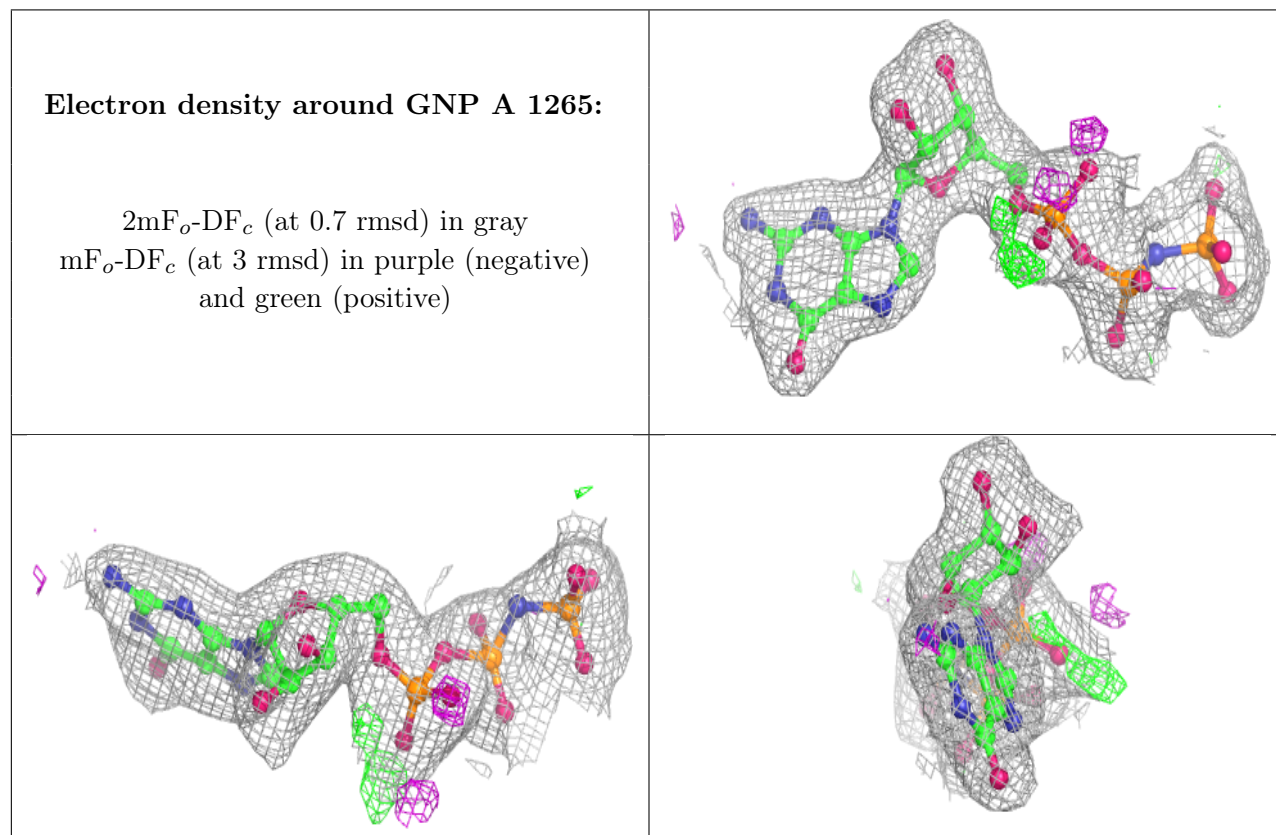 Electron density around GNP A 1265:
2mFₒ-DF𝒸 (at 0.7 rmsd) in gray
mFₒ-DF𝒸 (at 3 rmsd) in purple (negative)
and green (positive)